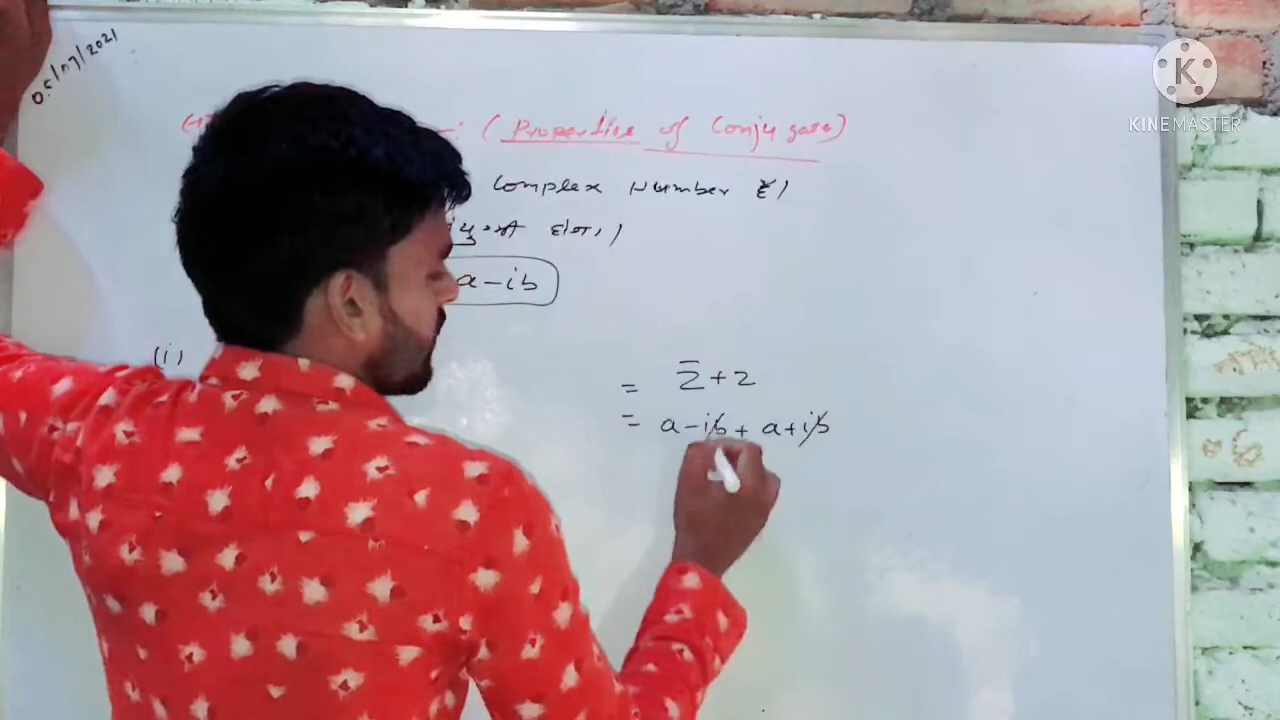 05/07/2021
KINEMASTER
(Properties of Conjugate)
Complex Number है।
होगा।
a-ib
(i)
= z̅ + z
= a-ib + a+ib